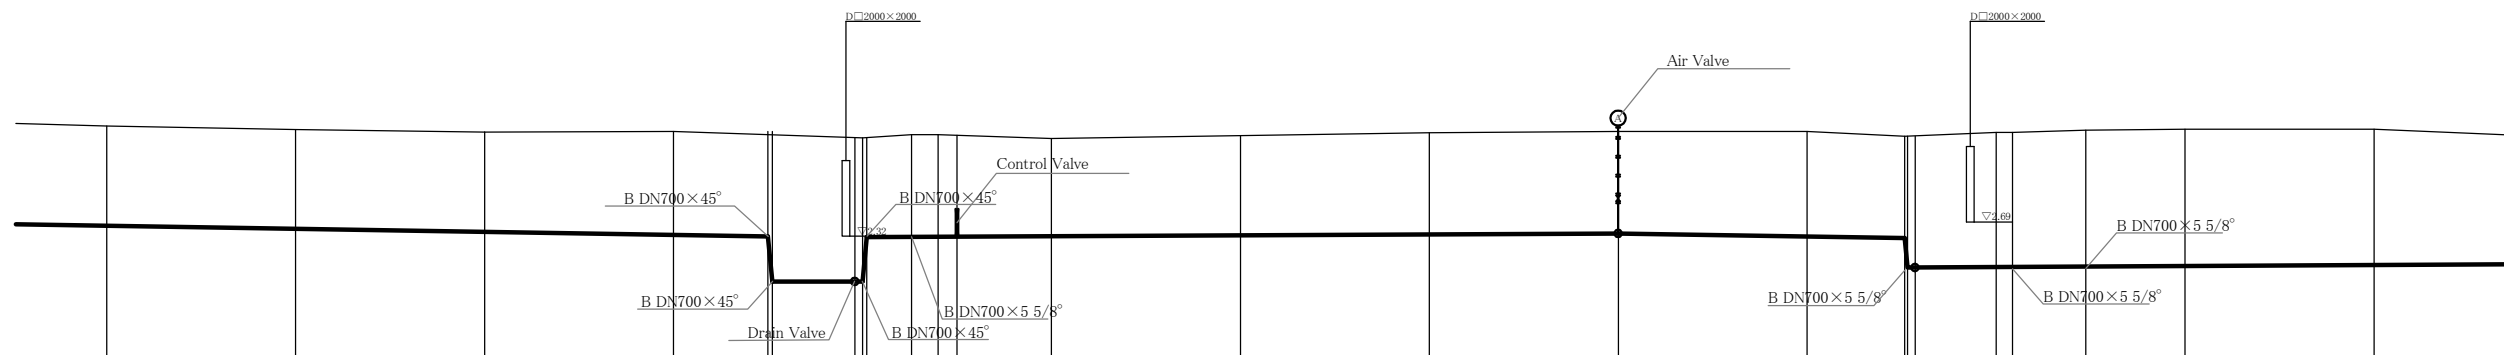 D□2000×2000
D□2000×2000
Air Valve
A
Control Valve
B DN700×45°
B DN700×45°
▽2.32
▽2.69
B DN700×5 5/8°
B DN700×45°
B DN700×5 5/8°
B DN700×5 5/8°
B DN700×5 5/8°
Drain Valve
B DN700×45°